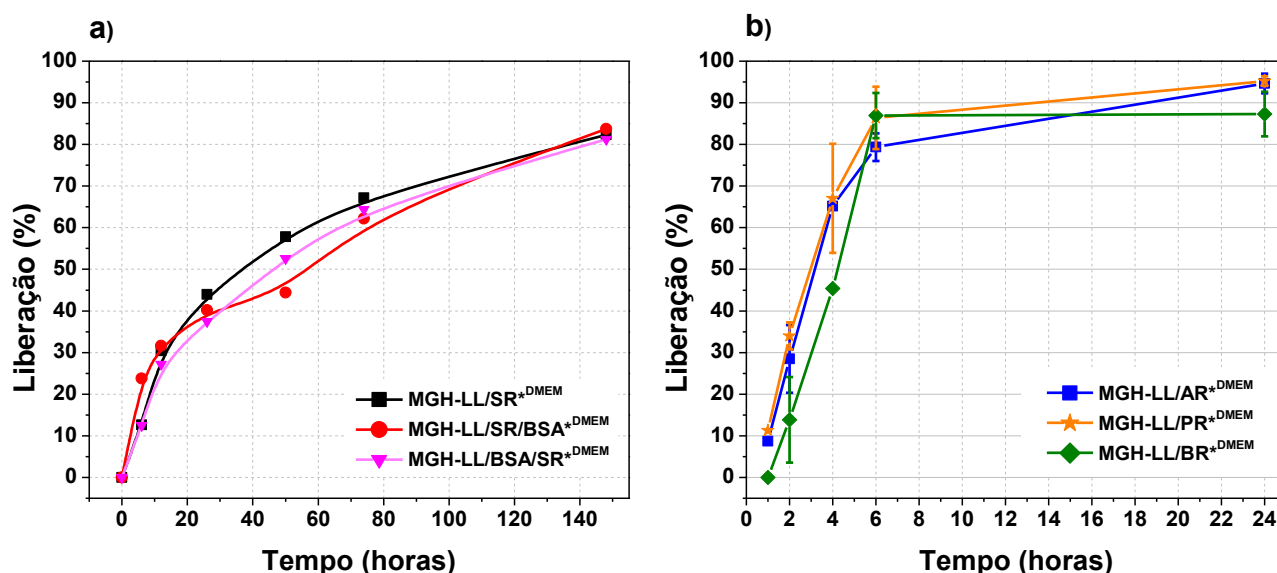 a)
100
90
80
70
60
50
40
30
20
10
0
Liberação (%)
0 20 40 60 80 100 120 140
Tempo (horas)
MGH-LL/SR*DMEM
MGH-LL/SR/BSA*DMEM
MGH-LL/BSA/SR*DMEM
b)
100
90
80
70
60
50
40
30
20
10
0
Liberação (%)
0 2 4 6 8 10 12 14 16 18 20 22 24
Tempo (horas)
MGH-LL/AR*DMEM
MGH-LL/PR*DMEM
MGH-LL/BR*DMEM